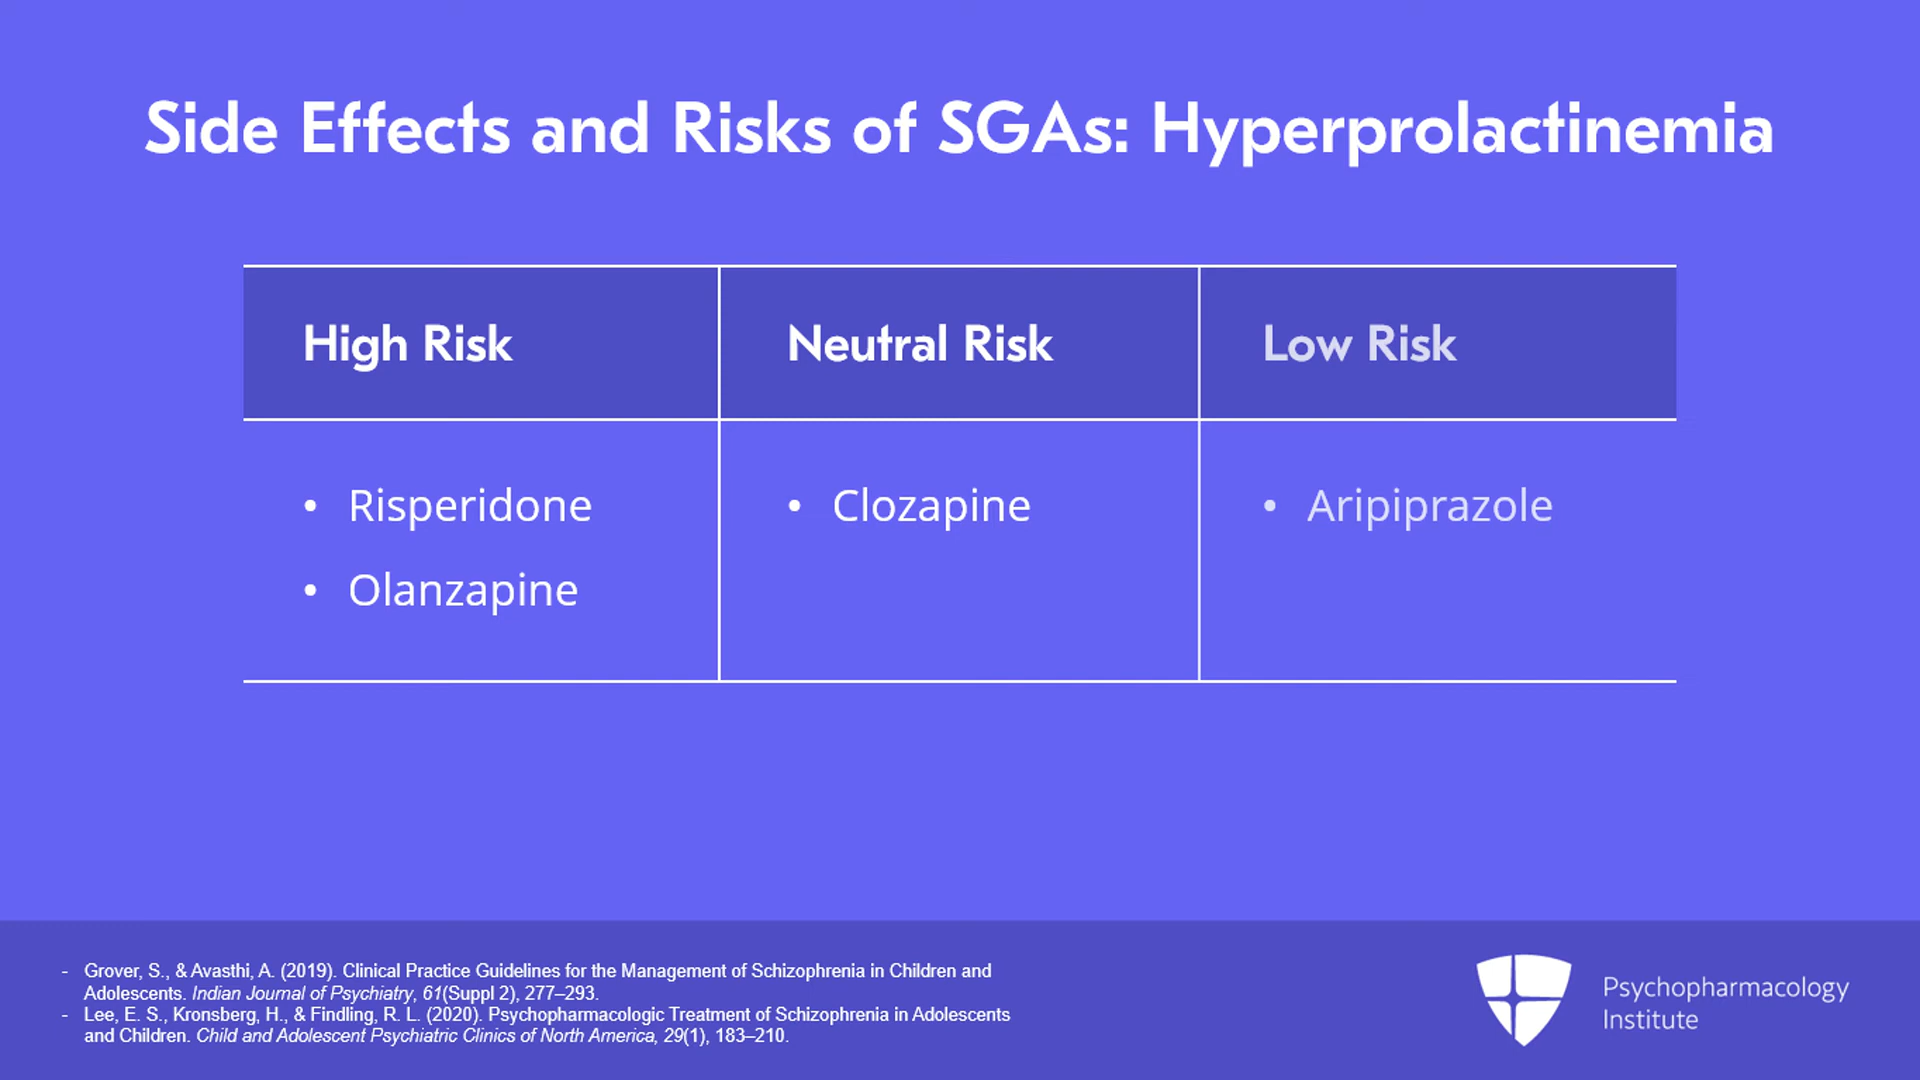 Side Effects and Risks of SGAs: Hyperprolactinemia
High Risk
Neutral Risk
Low Risk
• Risperidone
• Olanzapine
• Clozapine
• Aripiprazole
- Grover, S., & Avasthi, A. (2019). Clinical Practice Guidelines for the Management of Schizophrenia in Children and
Adolescents. Indian Journal of Psychiatry, 61(Suppl 2), 277–293.
- Lee, E. S., Kronsberg, H., & Findling, R. L. (2020). Psychopharmacologic Treatment of Schizophrenia in Adolescents
and Children. Child and Adolescent Psychiatric Clinics of North America, 29(1), 183–210.
Psychopharmacology
Institute